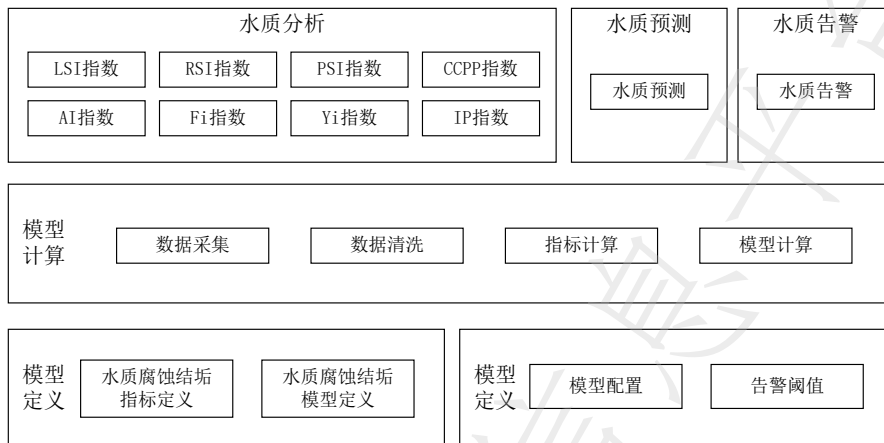 水质分析
水质预测
水质告警
LSI指数
RSI指数
PSI指数
CCPP指数
AI指数
Fi指数
Yi指数
IP指数
水质预测
水质告警
模型
计算
数据采集
数据清洗
指标计算
模型计算
模型
定义
水质腐蚀结垢
指标定义
水质腐蚀结垢
模型定义
模型
定义
模型配置
告警阈值